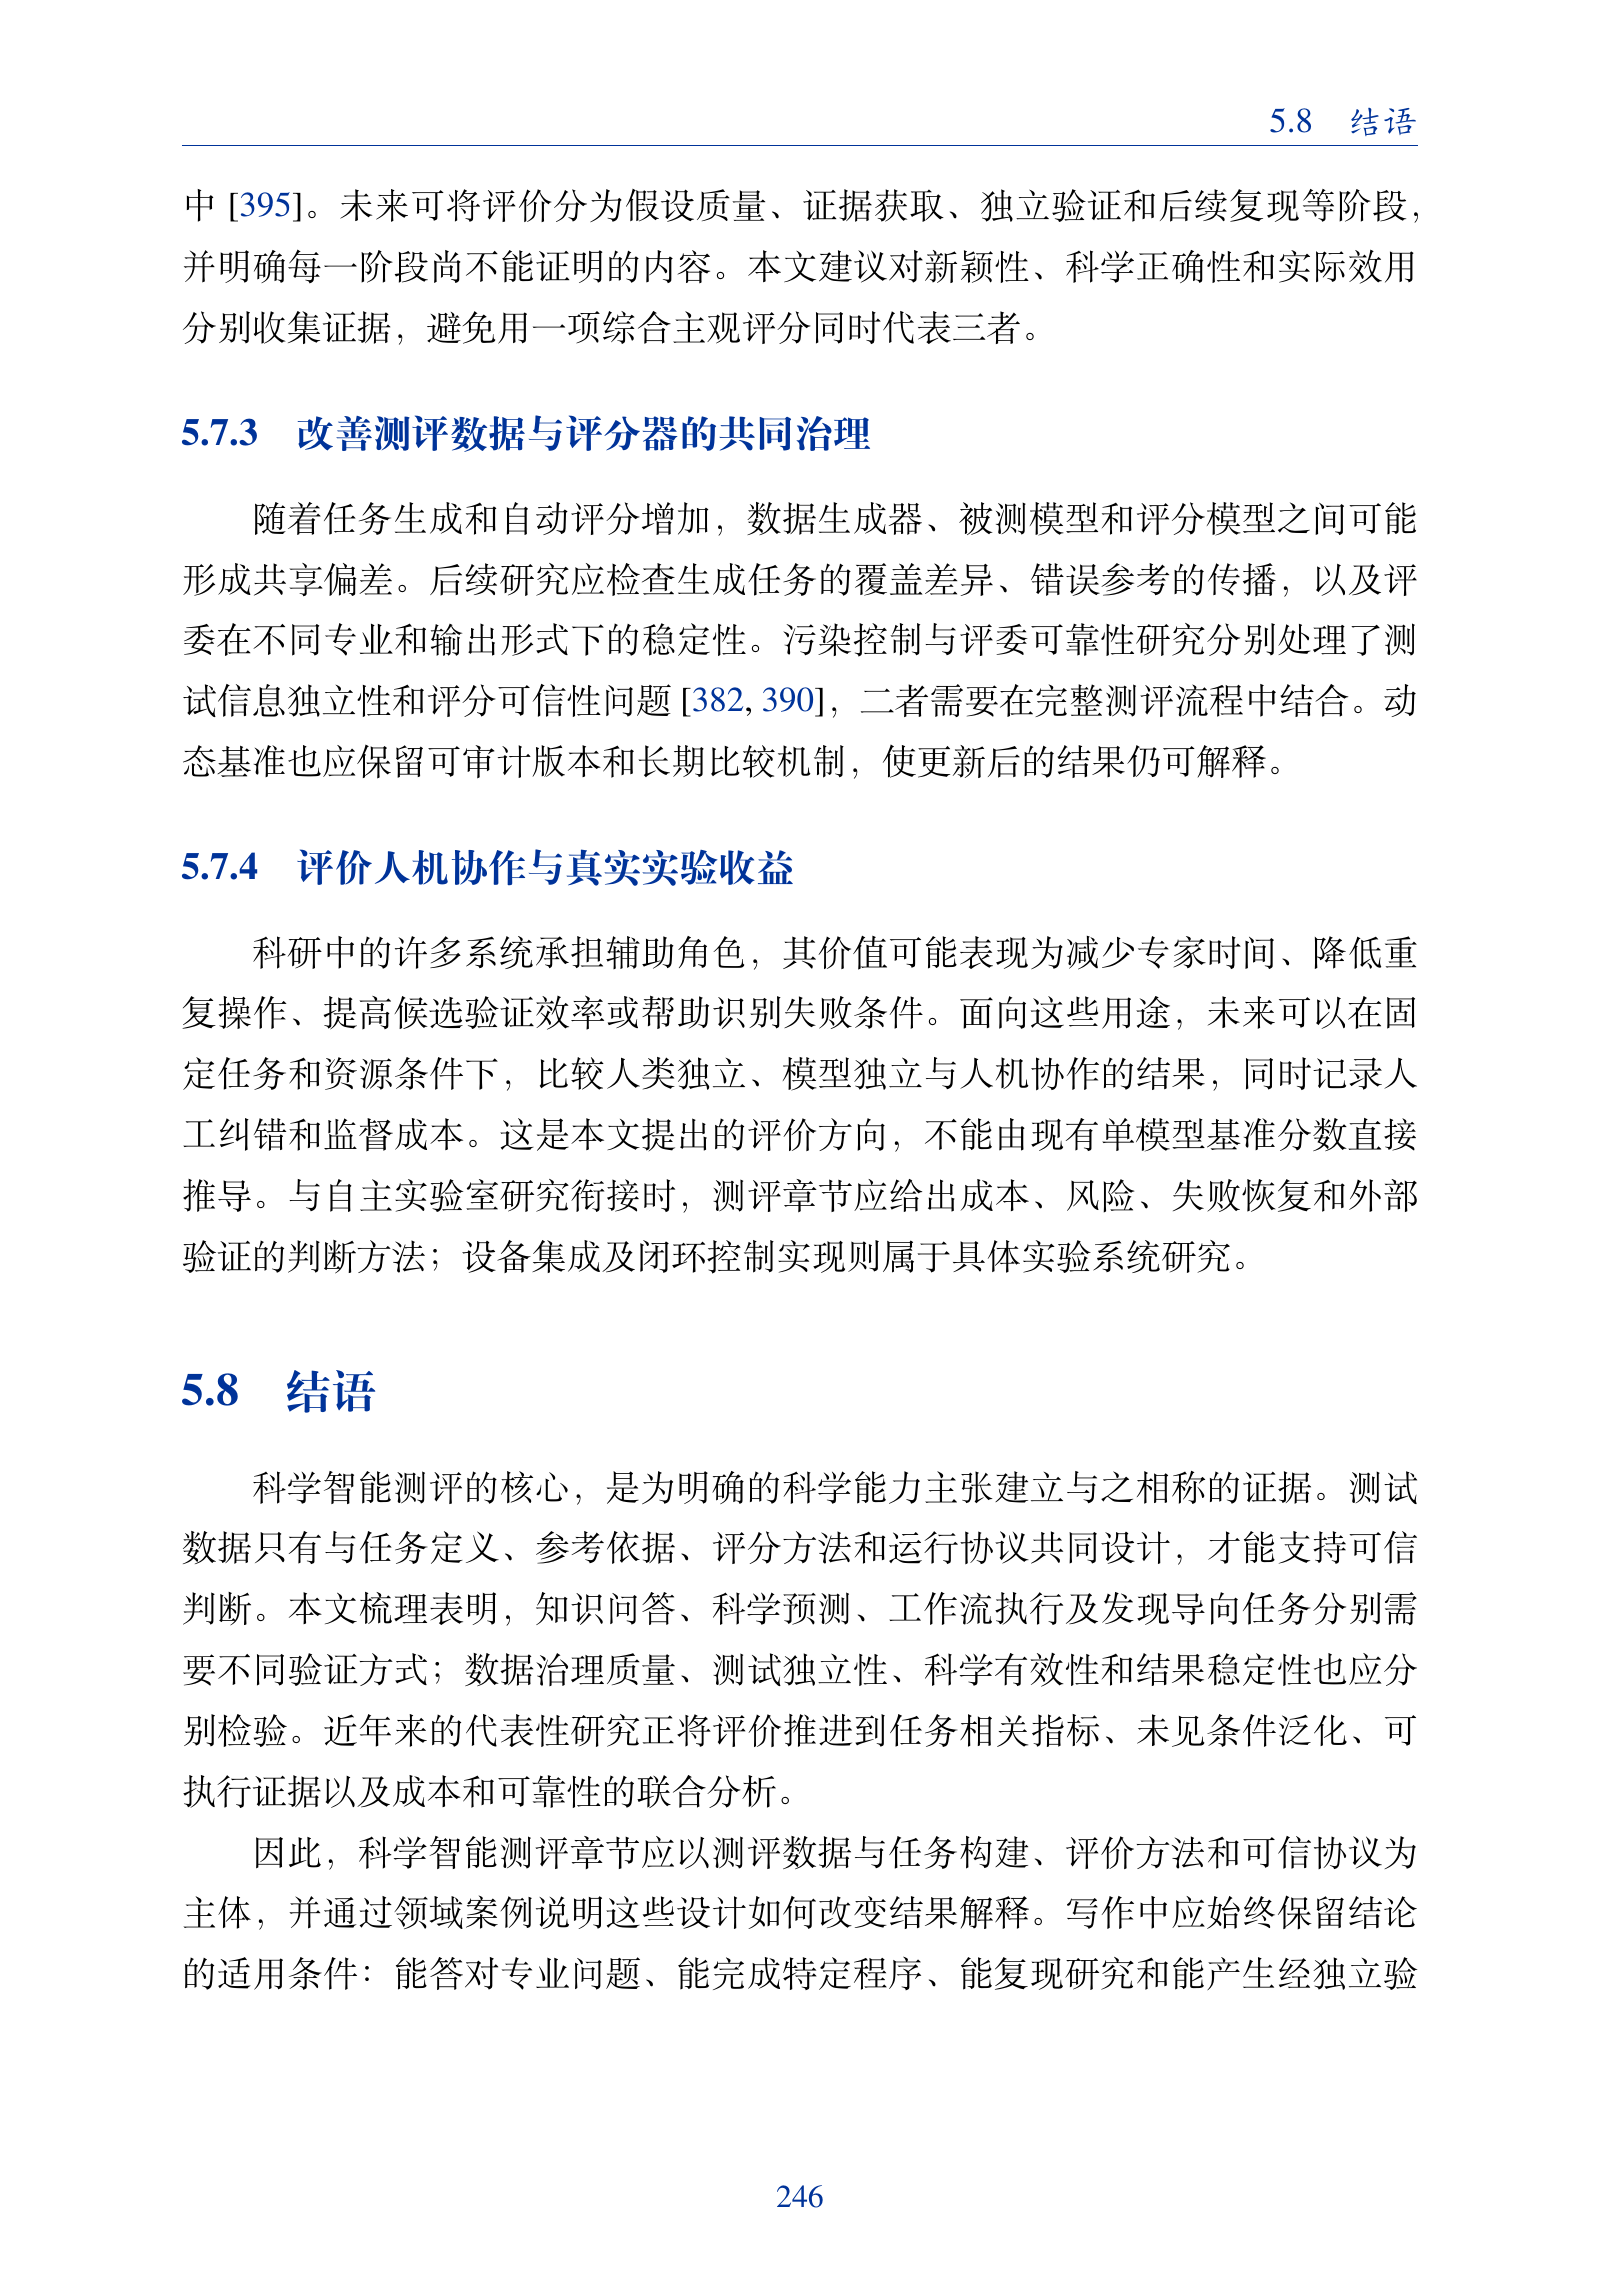 5.8 结语
中 [395]。未来可将评价分为假设质量、证据获取、独立验证和后续复现等阶段，
并明确每一阶段尚不能证明的内容。本文建议对新颖性、科学正确性和实际效用
分别收集证据，避免用一项综合主观评分同时代表三者。
5.7.3 改善测评数据与评分器的共同治理
随着任务生成和自动评分增加，数据生成器、被测模型和评分模型之间可能
形成共享偏差。后续研究应检查生成任务的覆盖差异、错误参考的传播，以及评
委在不同专业和输出形式下的稳定性。污染控制与评委可靠性研究分别处理了测
试信息独立性和评分可信性问题 [382, 390]，二者需要在完整测评流程中结合。动
态基准也应保留可审计版本和长期比较机制，使更新后的结果仍可解释。
5.7.4 评价人机协作与真实实验收益
科研中的许多系统承担辅助角色，其价值可能表现为减少专家时间、降低重
复操作、提高候选验证效率或帮助识别失败条件。面向这些用途，未来可以在固
定任务和资源条件下，比较人类独立、模型独立与人机协作的结果，同时记录人
工纠错和监督成本。这是本文提出的评价方向，不能由现有单模型基准分数直接
推导。与自主实验室研究衔接时，测评章节应给出成本、风险、失败恢复和外部
验证的判断方法；设备集成及闭环控制实现则属于具体实验系统研究。
5.8 结语
科学智能测评的核心，是为明确的科学能力主张建立与之相称的证据。测试
数据只有与任务定义、参考依据、评分方法和运行协议共同设计，才能支持可信
判断。本文梳理表明，知识问答、科学预测、工作流执行及发现导向任务分别需
要不同验证方式；数据治理质量、测试独立性、科学有效性和结果稳定性也应分
别检验。近年来的代表性研究正将评价推进到任务相关指标、未见条件泛化、可
执行证据以及成本和可靠性的联合分析。
因此，科学智能测评章节应以测评数据与任务构建、评价方法和可信协议为
主体，并通过领域案例说明这些设计如何改变结果解释。写作中应始终保留结论
的适用条件：能答对专业问题、能完成特定程序、能复现研究和能产生经独立验
246